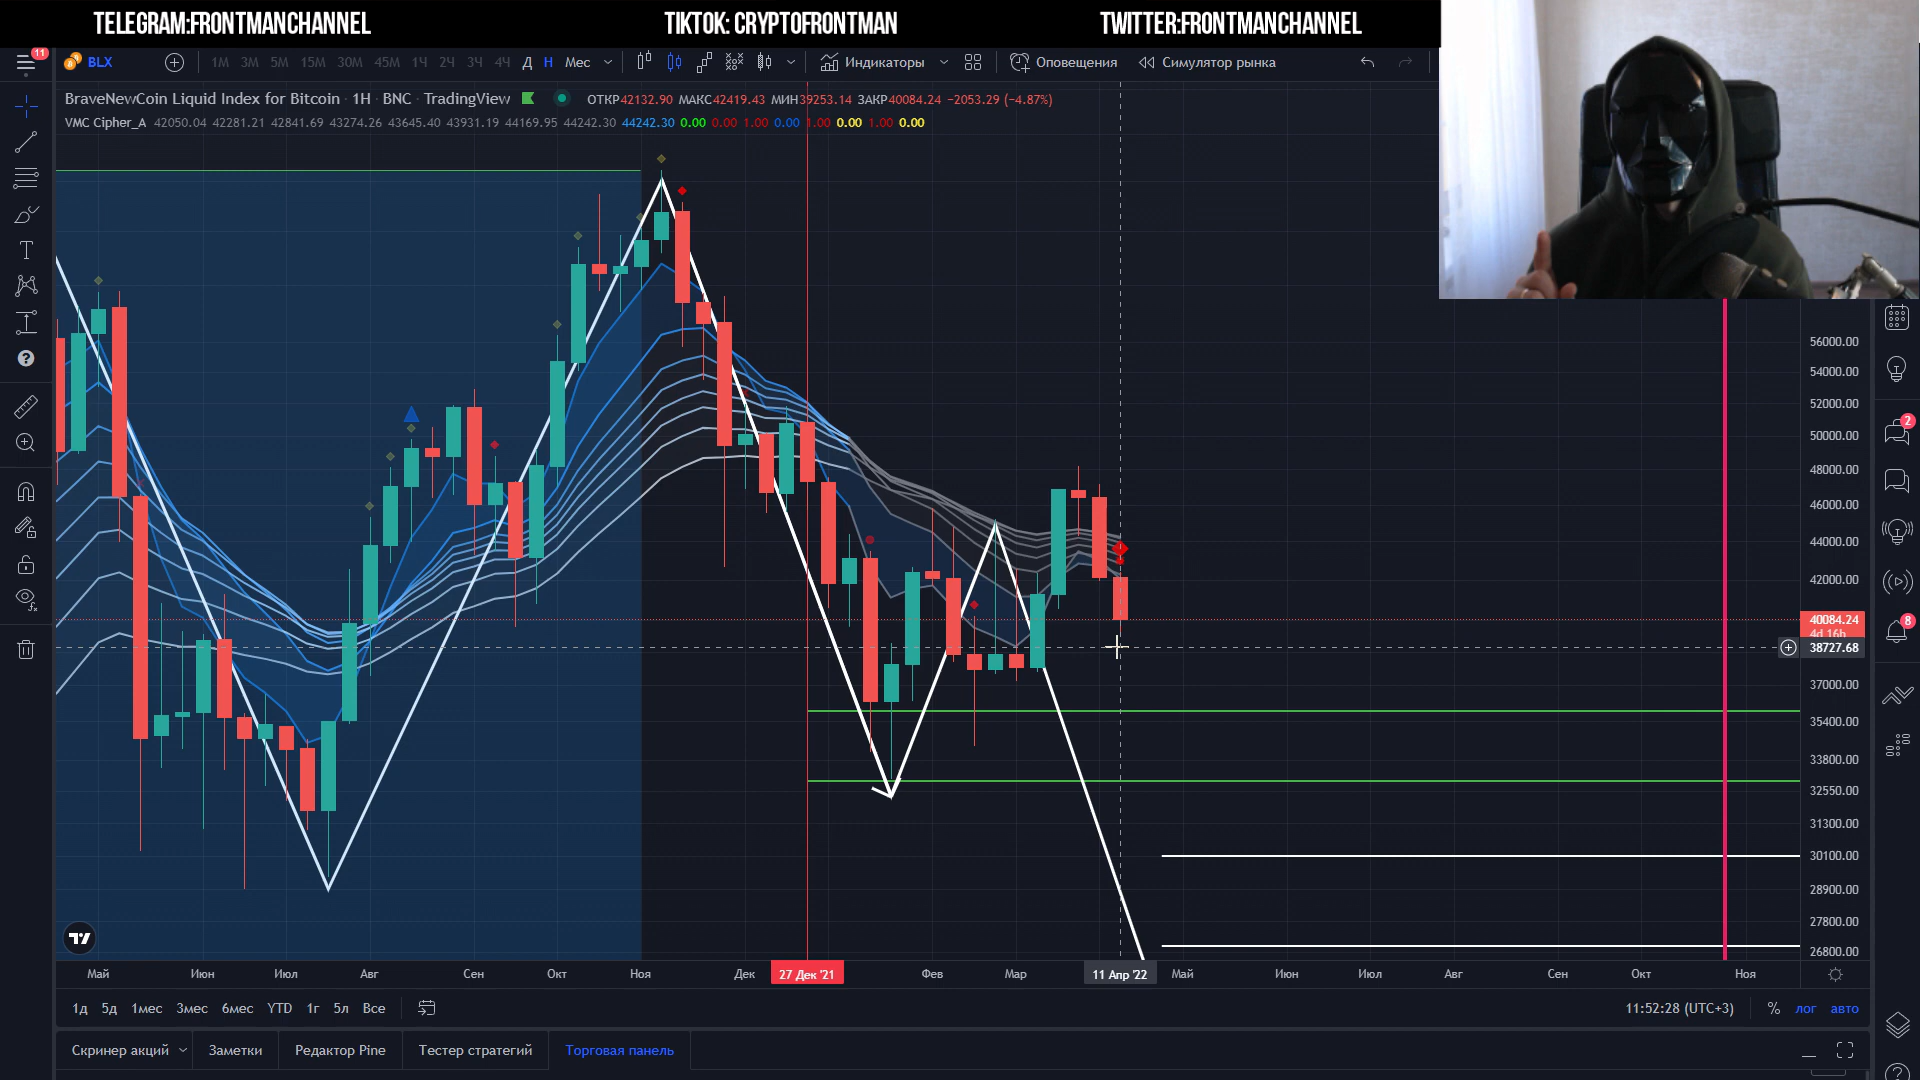 TELEGRAM:FRONTMANCHANNEL TIKTOK: CRYPTOFRONTMAN TWITTER:FRONTMANCHANNEL
11 BLX 1М 3М 5М 15М 30М 45М 1Ч 2Ч 3Ч 4Ч Д Н Мес Индикаторы Оповещения Симулятор рынка
BraveNewCoin Liquid Index for Bitcoin · 1Н · BNC · TradingView ОТКР42132.90 МАКС42419.43 МИН39253.14 ЗАКР40084.24 −2053.29 (−4.87%)
VMC Cipher_A 42050.04 42281.21 42841.69 43274.26 43645.40 43931.19 44169.95 44242.30 44242.30 0.00 0.00 1.00 0.00 1.00 0.00 1.00 0.00
56000.00
54000.00
52000.00
2
50000.00
48000.00
46000.00
44000.00
42000.00
40084.24
8
4d 16h
38727.68
37000.00
35400.00
33800.00
32550.00
31300.00
30100.00
28900.00
27800.00
26800.00
Май Июн Июл Авг Сен Окт Ноя Дек 27 Дек '21 Фев Мар 11 Апр '22 Май Июн Июл Авг Сен Окт Ноя
1д 5д 1мес 3мес 6мес YTD 1г 5л Все 11:52:28 (UTC+3) % лог авто
Скринер акций Заметки Редактор Pine Тестер стратегий Торговая панель